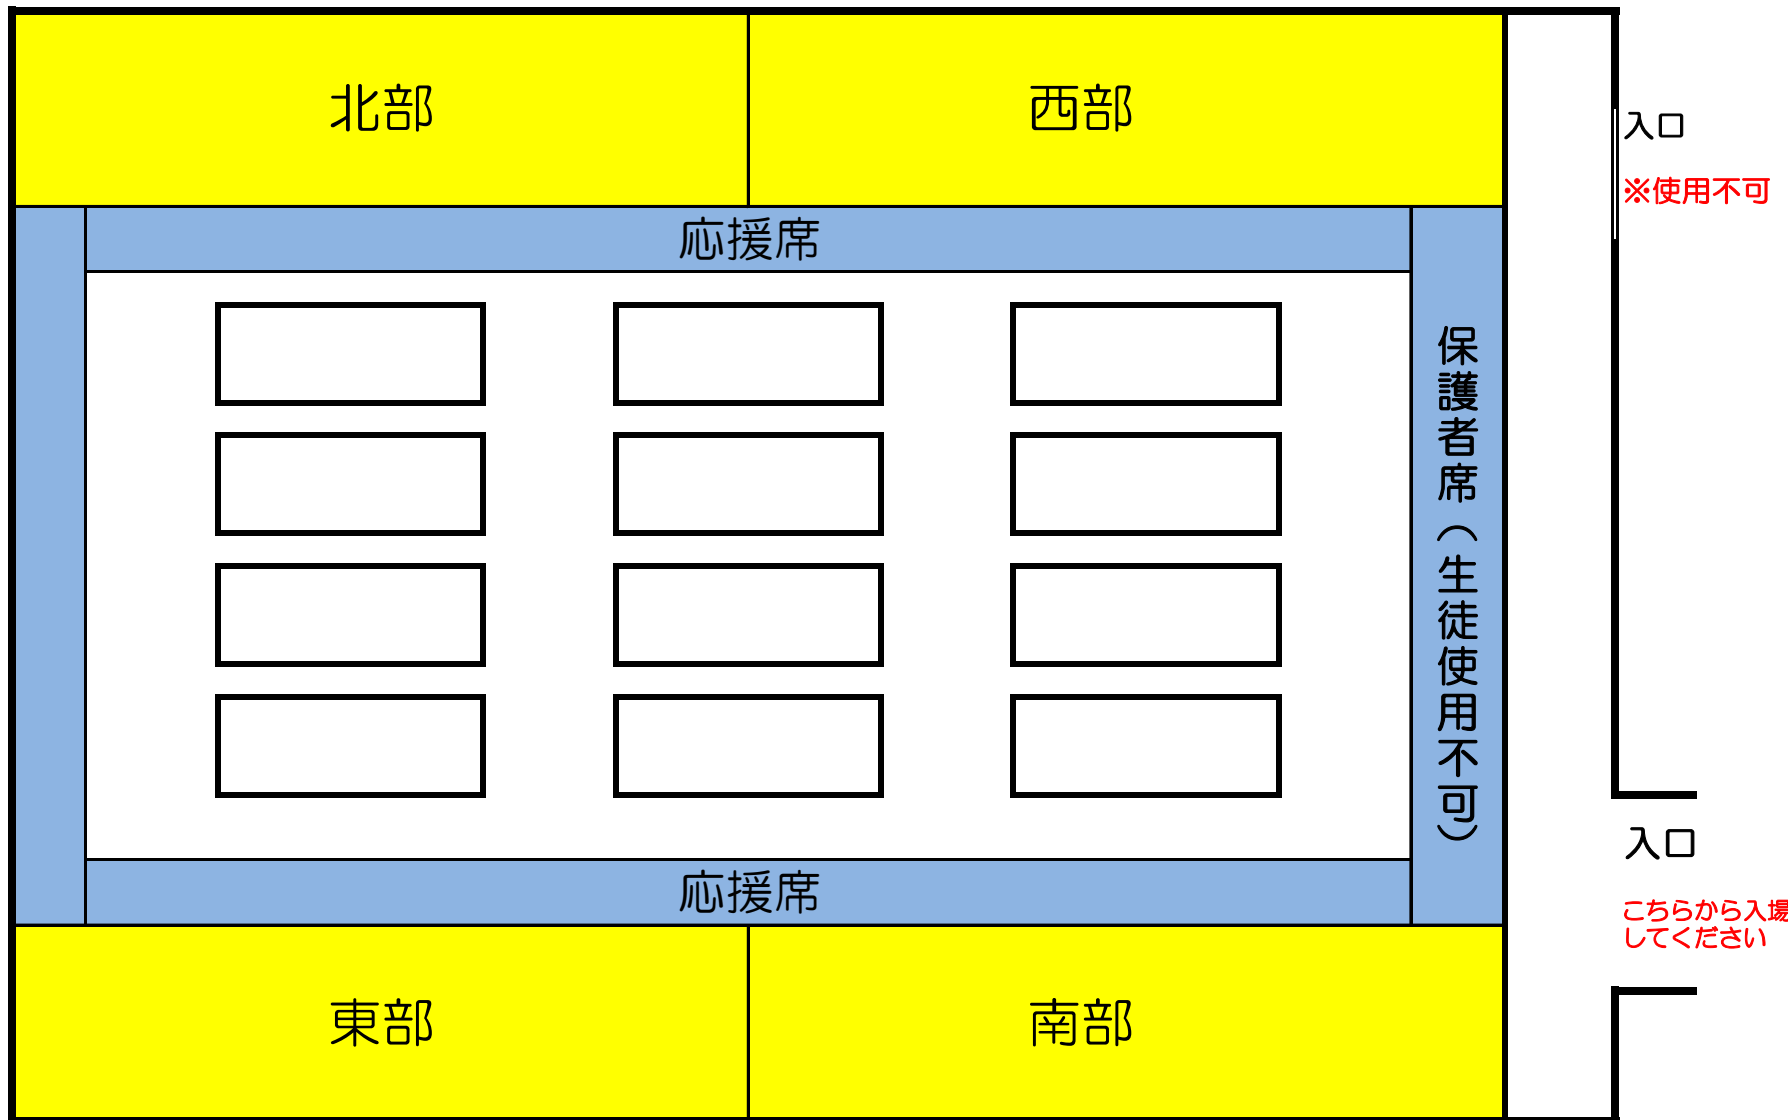 北部
西部
入口
※使用不可
応援席
保護者席（生徒使用不可）
入口
こちらから入場
してください
応援席
東部
南部